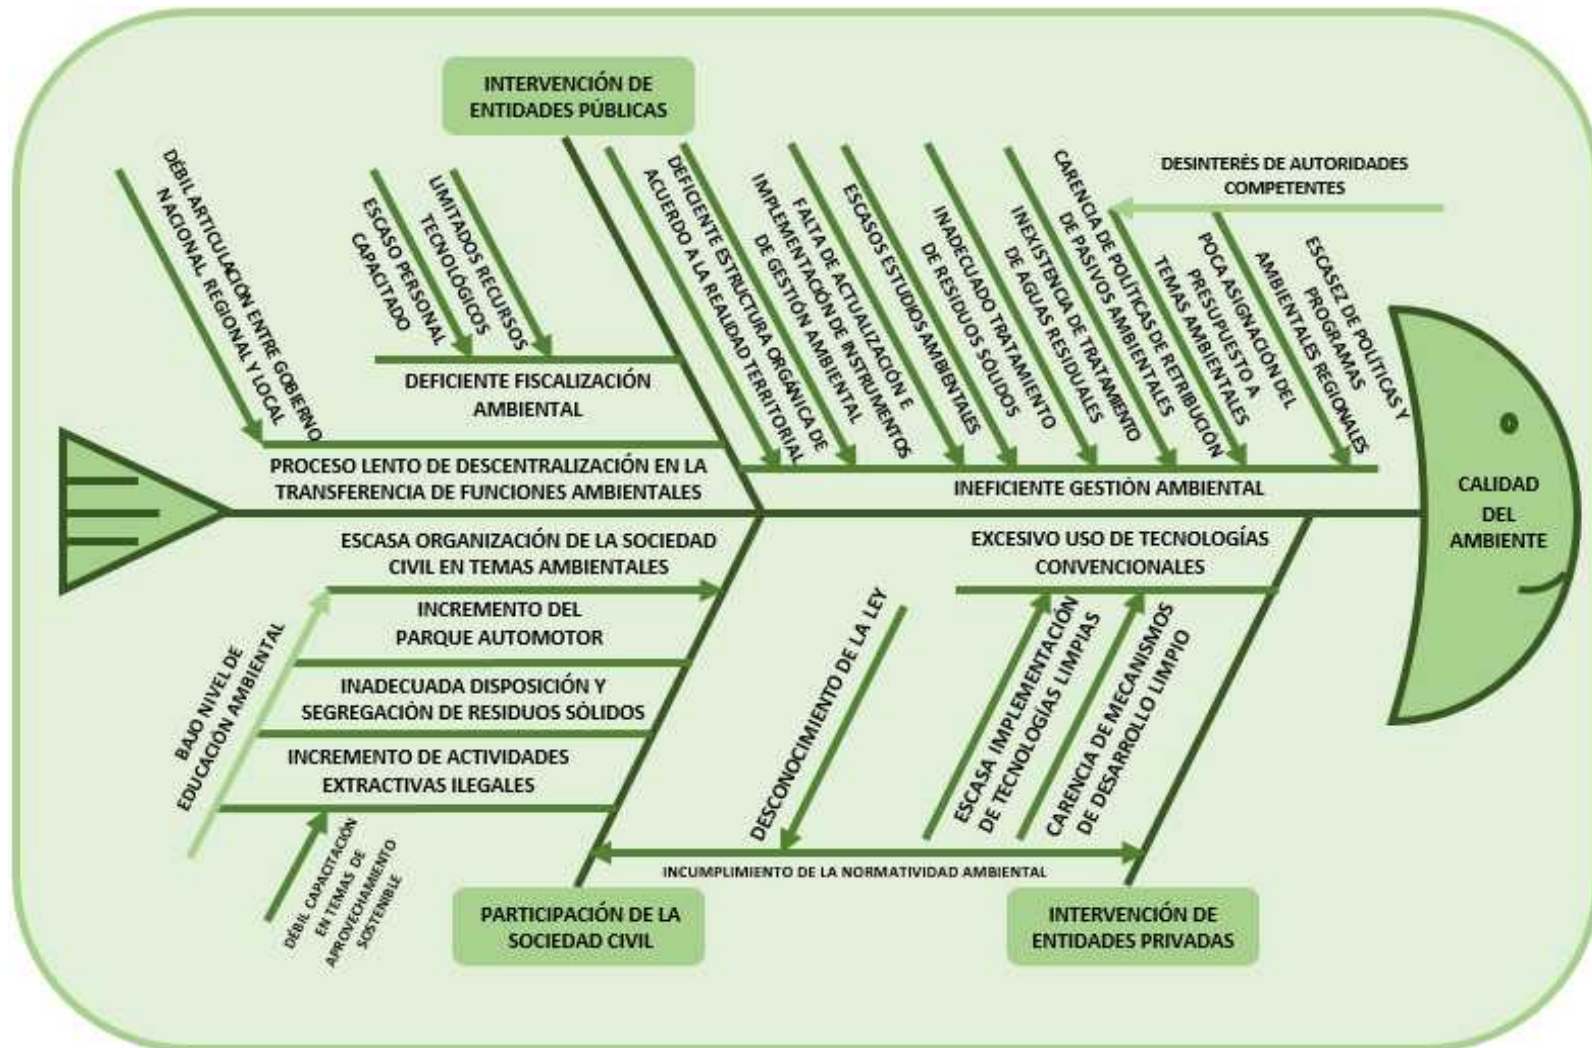 INTERVENCIÓN DE
ENTIDADES PÚBLICAS
DÉBIL ARTICULACIÓN ENTRE GOBIERNO
NACIONAL REGIONAL Y LOCAL
ESCASO PERSONAL
CAPACITADO
LIMITADOS RECURSOS
TECNOLÓGICOS
DEFICIENTE FISCALIZACIÓN
AMBIENTAL
PROCESO LENTO DE DESCENTRALIZACIÓN EN LA
TRANSFERENCIA DE FUNCIONES AMBIENTALES
DEFICIENTE ESTRUCTURA ORGÁNICA DE
ACUERDO A LA REALIDAD TERRITORIAL
FALTA DE ACTUALIZACIÓN E
IMPLEMENTACIÓN DE INSTRUMENTOS
DE GESTIÓN AMBIENTAL
ESCASOS ESTUDIOS AMBIENTALES
INADECUADO TRATAMIENTO
DE RESIDUOS SÓLIDOS
INEXISTENCIA DE TRATAMIENTO
DE AGUAS RESIDUALES
CARENCIA DE POLÍTICAS DE RETRIBUCIÓN
DE PASIVOS AMBIENTALES
POCA ASIGNACIÓN DEL
PRESUPUESTO A
TEMAS AMBIENTALES
ESCASEZ DE POLÍTICAS Y
PROGRAMAS
AMBIENTALES REGIONALES
DESINTERÉS DE AUTORIDADES
COMPETENTES
INEFICIENTE GESTIÓN AMBIENTAL
CALIDAD
DEL
AMBIENTE
ESCASA ORGANIZACIÓN DE LA SOCIEDAD
CIVIL EN TEMAS AMBIENTALES
INCREMENTO DEL
PARQUE AUTOMOTOR
INADECUADA DISPOSICIÓN Y
SEGREGACIÓN DE RESIDUOS SÓLIDOS
INCREMENTO DE ACTIVIDADES
EXTRACTIVAS ILEGALES
BAJO NIVEL DE
EDUCACIÓN AMBIENTAL
DÉBIL CAPACITACIÓN
EN TEMAS DE
APROVECHAMIENTO
SOSTENIBLE
EXCESIVO USO DE TECNOLOGÍAS
CONVENCIONALES
DESCONOCIMIENTO DE LA LEY
ESCASA IMPLEMENTACIÓN
DE TECNOLOGÍAS LIMPIAS
CARENCIA DE MECANISMOS
DE DESARROLLO LIMPIO
INCUMPLIMIENTO DE LA NORMATIVIDAD AMBIENTAL
PARTICIPACIÓN DE LA
SOCIEDAD CIVIL
INTERVENCIÓN DE
ENTIDADES PRIVADAS